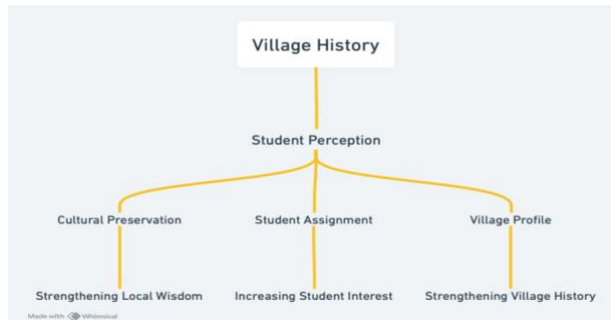 Village History
Student Perception
Cultural Preservation
Student Assignment
Village Profile
Strengthening Local Wisdom
Increasing Student Interest
Strengthening Village History
Made with Whimsical